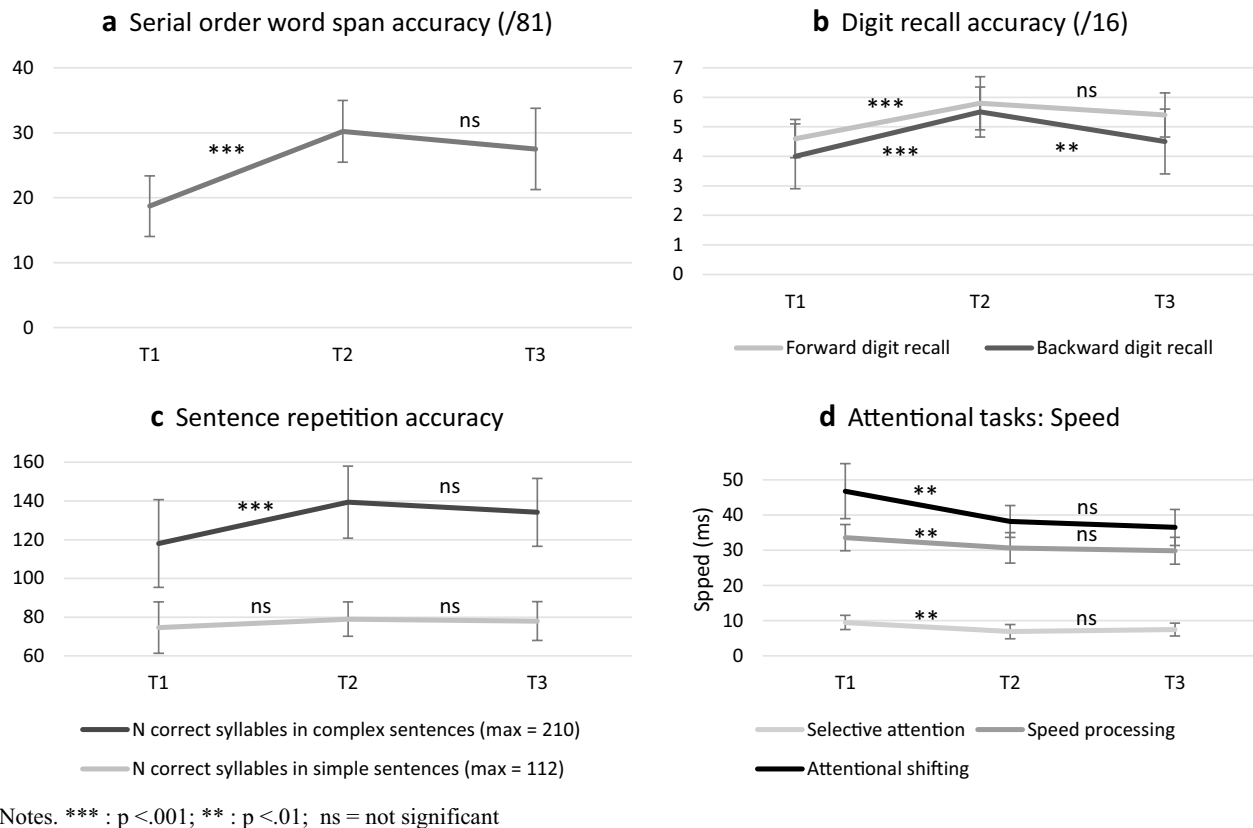 a Serial order word span accuracy (/81)
40
30
20
10
0
***
ns
T1 T2 T3
b Digit recall accuracy (/16)
7
6
5
4
3
2
1
0
***
ns
***
**
T1 T2 T3
Forward digit recall Backward digit recall
c Sentence repetition accuracy
160
140
120
100
80
60
***
ns
ns
ns
T1 T2 T3
N correct syllables in complex sentences (max = 210)
N correct syllables in simple sentences (max = 112)
d Attentional tasks: Speed
Spped (ms)
50
40
30
20
10
0
**
ns
**
ns
**
ns
T1 T2 T3
Selective attention Speed processing
Attentional shifting
Notes. *** : p <.001; ** : p <.01; ns = not significant